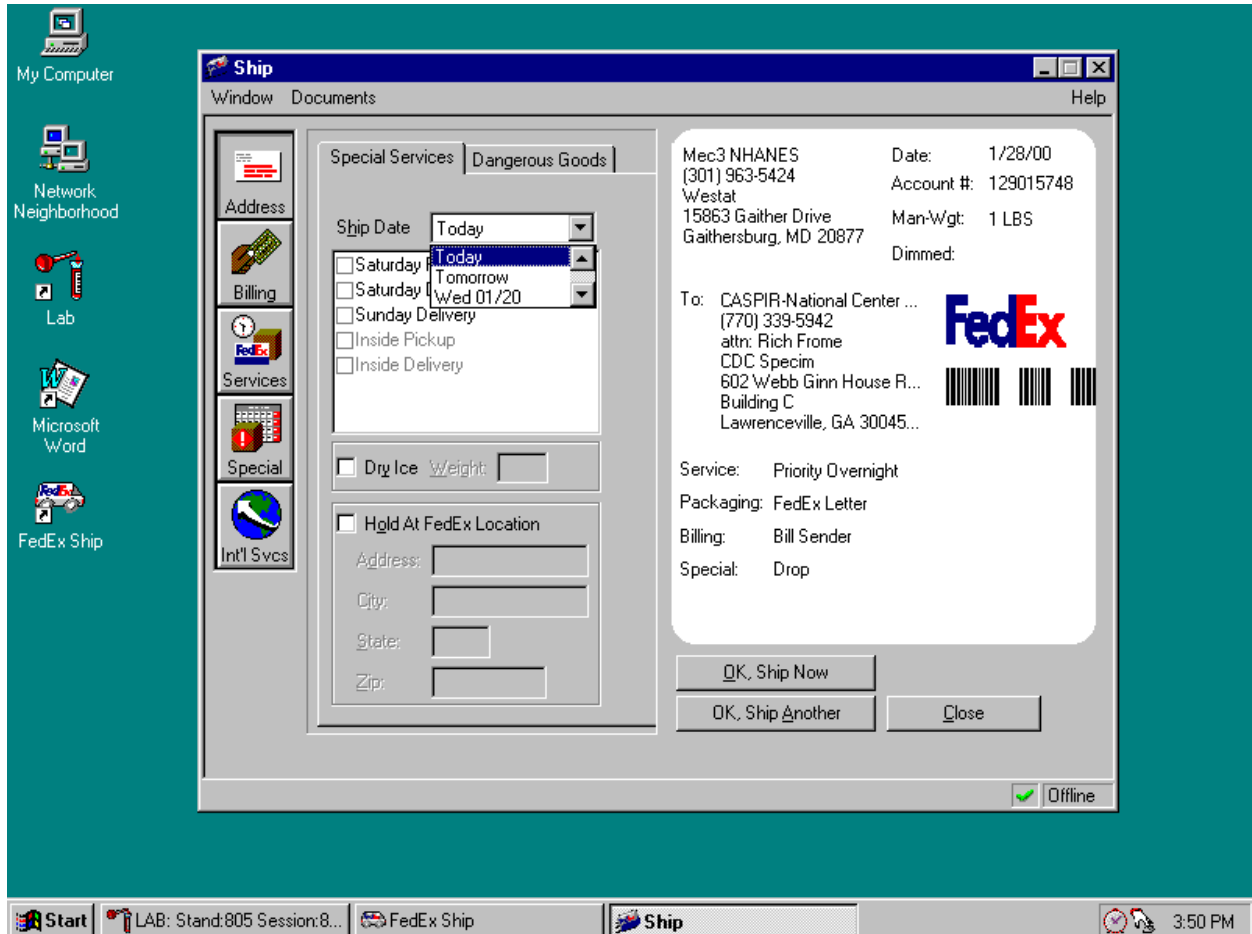 My Computer
Network
Neighborhood
Lab
Microsoft
Word
FedEx Ship
Ship
Window Documents Help
Address
Billing
FedEx
Services
Special
Int'l Svcs
Special Services Dangerous Goods
Ship Date Today
Today
Tomorrow
Wed 01/20
Saturday
Saturday
Sunday Delivery
Inside Pickup
Inside Delivery
Dry Ice Weight:
Hold At FedEx Location
Address:
City:
State:
Zip:
Mec3 NHANES
(301) 963-5424
Westat
15863 Gaither Drive
Gaithersburg, MD 20877
Date: 1/28/00
Account #: 129015748
Man-Wgt: 1 LBS
Dimmed:
To: CASPIR-National Center ...
(770) 339-5942
attn: Rich Frome
CDC Specim
602 Webb Ginn House R...
Building C
Lawrenceville, GA 30045...
FedEx
Service: Priority Overnight
Packaging: FedEx Letter
Billing: Bill Sender
Special: Drop
OK, Ship Now
OK, Ship Another Close
Offline
Start LAB: Stand:805 Session:8... FedEx Ship Ship 3:50 PM